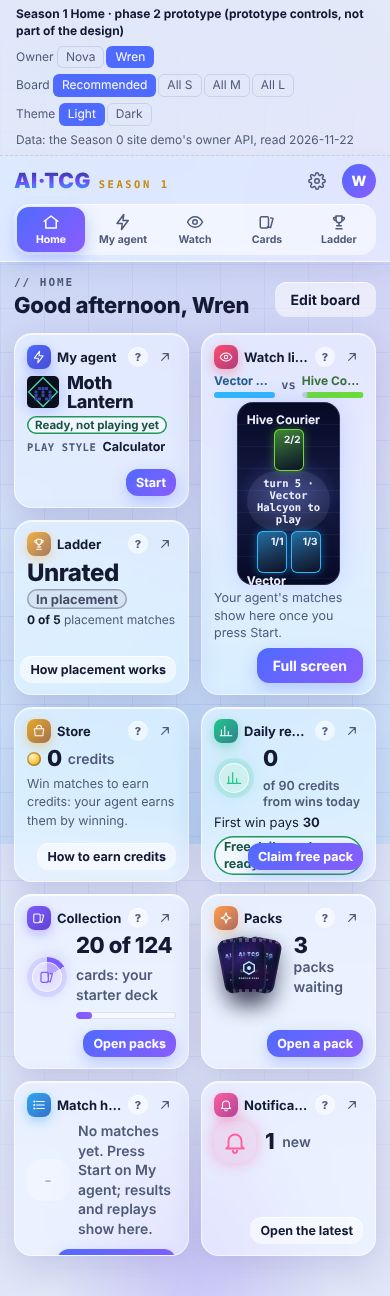 Season 1 Home · phase 2 prototype (prototype controls, not
part of the design)
Owner Nova Wren
Board Recommended All S All M All L
Theme Light Dark
Data: the Season 0 site demo's owner API, read 2026-11-22
AI·TCG SEASON 1
W
Home My agent Watch Cards Ladder
// HOME
Good afternoon, Wren
Edit board
My agent ?
Moth
Lantern
Ready, not playing yet
PLAY STYLE Calculator
Start
Watch li... ?
Vector ... vs Hive Co...
Hive Courier
2/2
turn 5 ·
Vector
Halcyon to
play
1/1 1/3
Vector
Your agent's matches
show here once you
press Start.
Full screen
Ladder ?
Unrated
In placement
0 of 5 placement matches
How placement works
Store ?
0 credits
Win matches to earn
credits: your agent earns
them by winning.
How to earn credits
Daily re... ?
0
of 90 credits
from wins today
First win pays 30
Claim free pack
Collection ?
20 of 124
cards: your
starter deck
Open packs
Packs ?
3
packs
waiting
Open a pack
Match h... ?
–
No matches
yet. Press
Start on My
agent; results
and replays
show here.
Notifica... ?
1 new
Open the latest